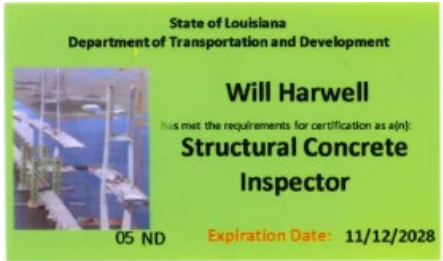 State of Louisiana
Department of Transportation and Development
Will Harwell
has met the requirements for certification as a(n):
Structural Concrete
Inspector
05 ND
Expiration Date: 11/12/2028